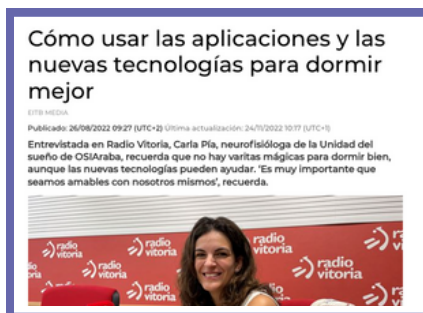 Cómo usar las aplicaciones y las
nuevas tecnologías para dormir
mejor
EITB MEDIA
Publicado: 26/08/2022 09:27 (UTC+2) Última actualización: 24/11/2022 10:17 (UTC+1)
Entrevistada en Radio Vitoria, Carla Pía, neurofisióloga de la Unidad del
sueño de OSIAraba, recuerda que no hay varitas mágicas para dormir bien,
aunque las nuevas tecnologías pueden ayudar. 'Es muy importante que
seamos amables con nosotros mismos', recuerda.
radio vitoria
radio vitoria
radio vitoria
radio vitoria
radio vitoria
radio vitoria